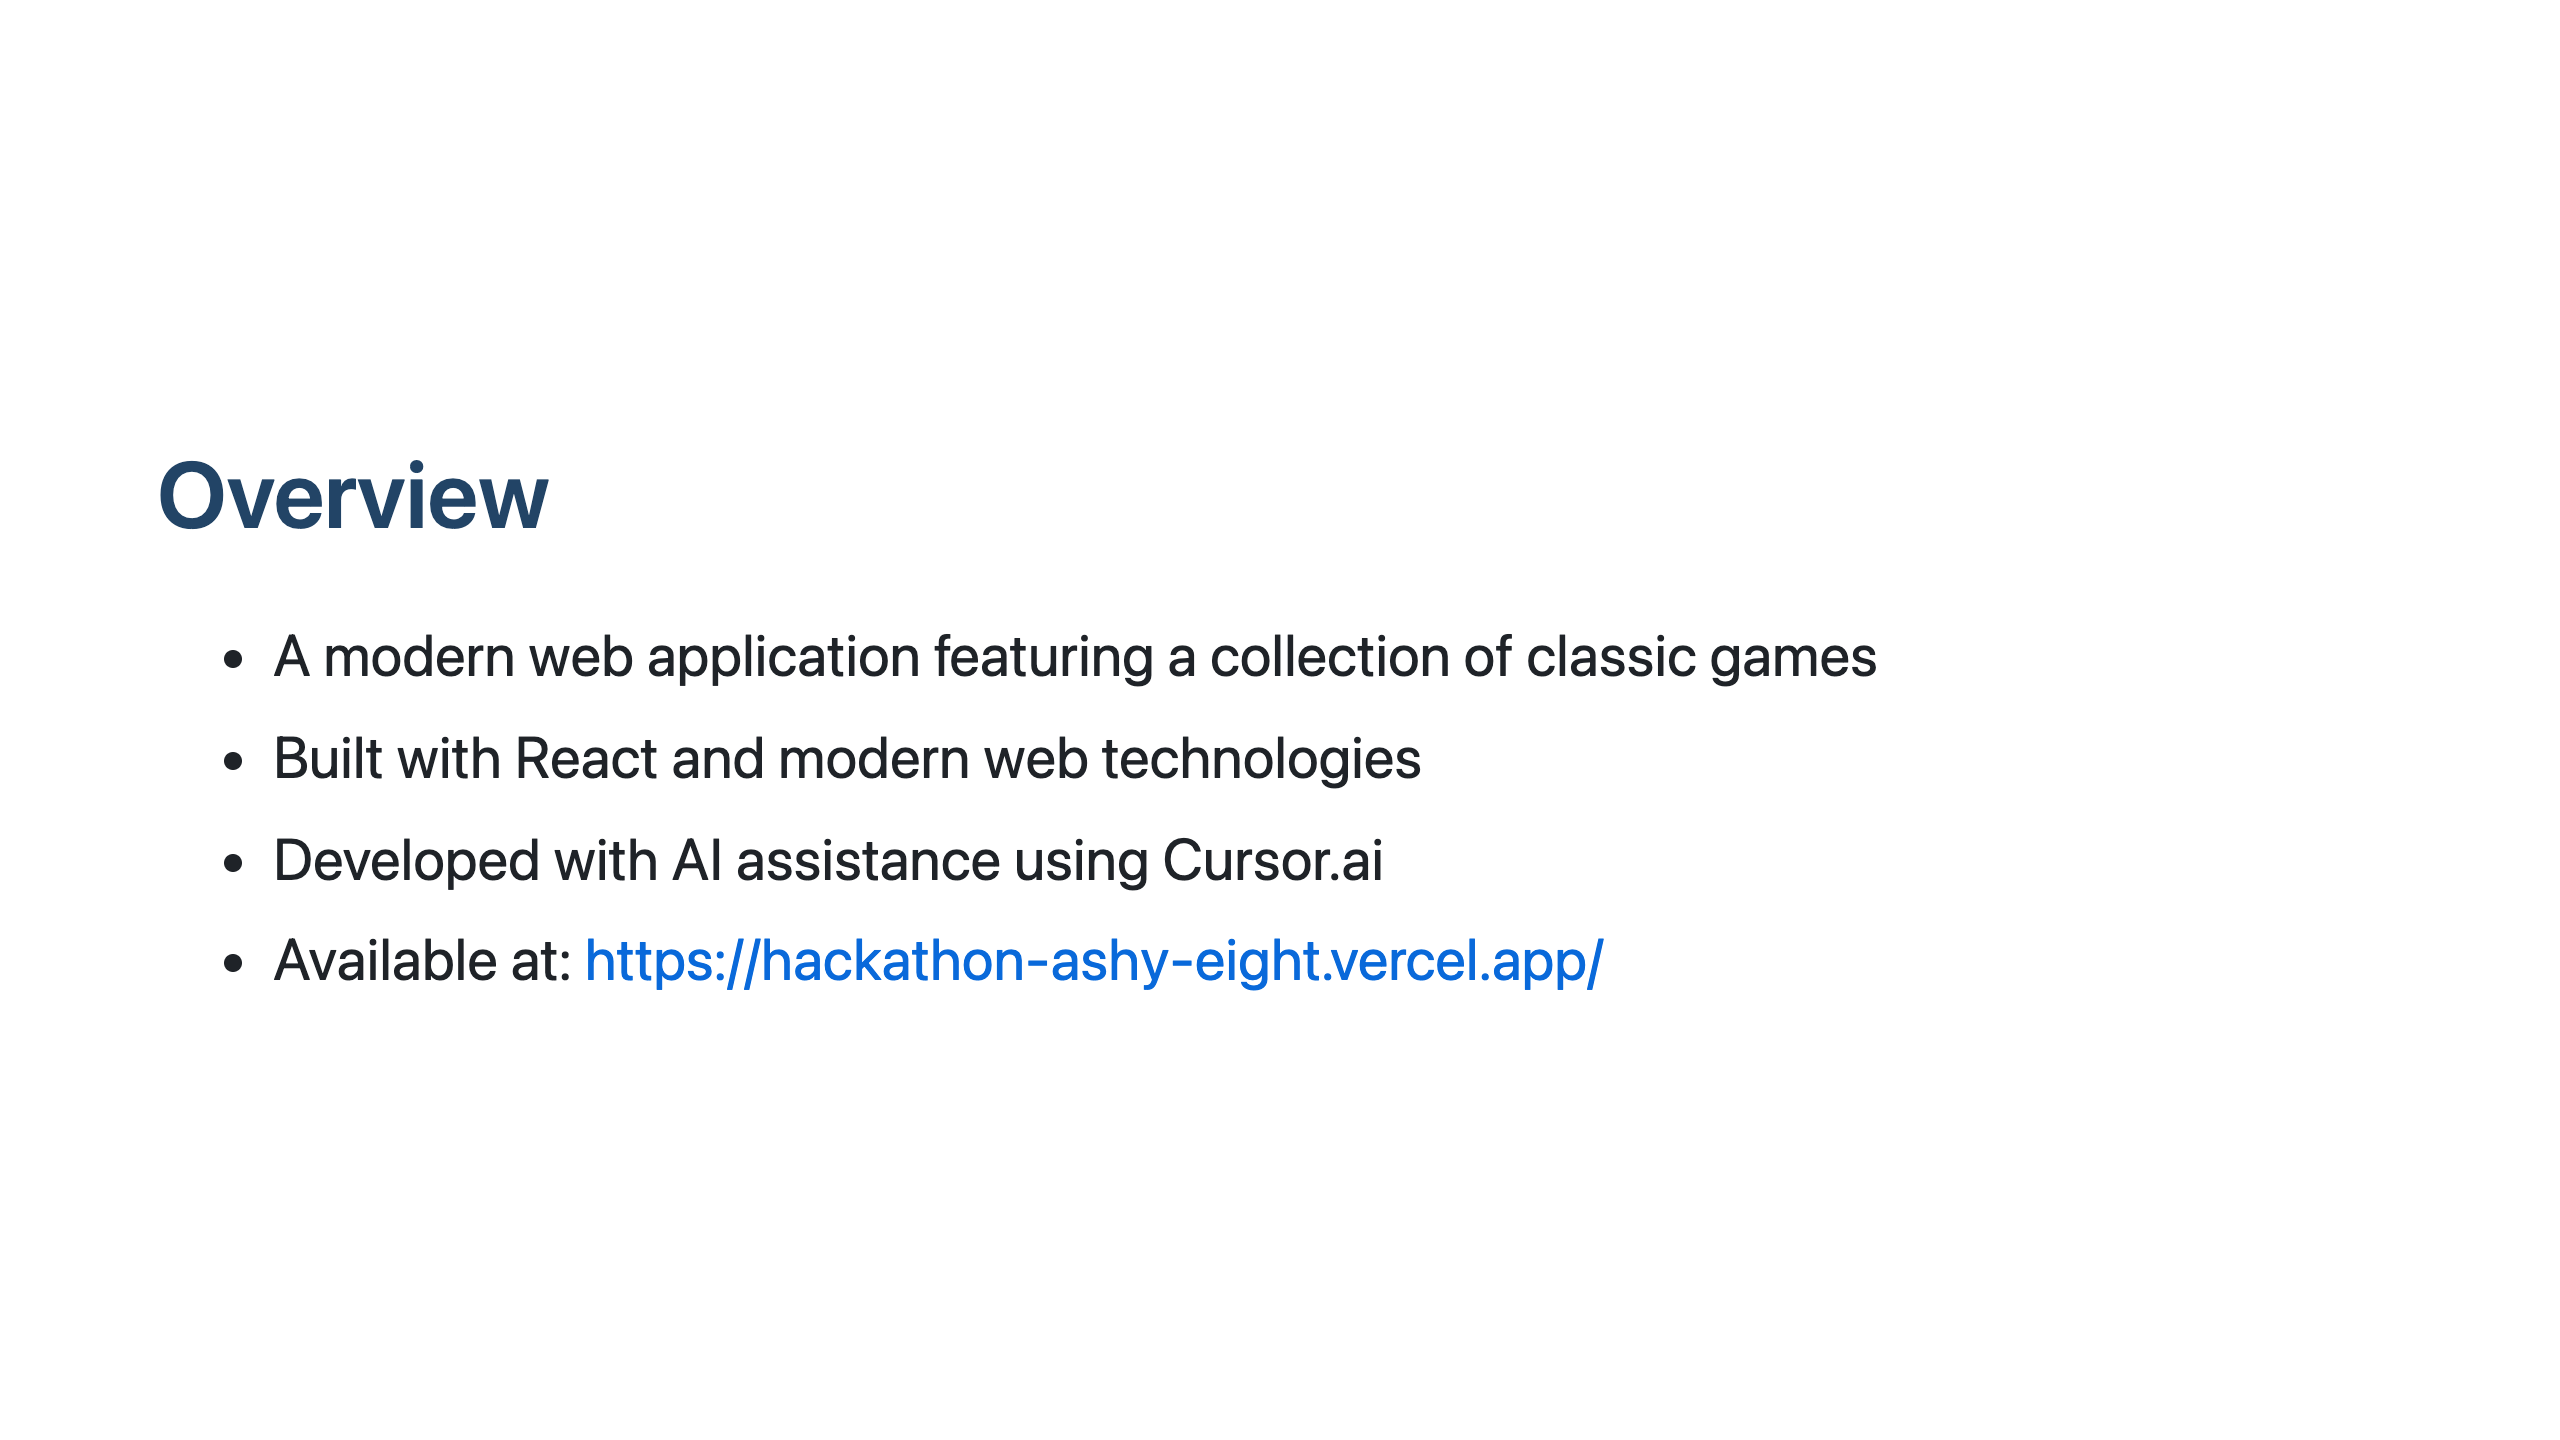 Overview
• A modern web application featuring a collection of classic games
• Built with React and modern web technologies
• Developed with AI assistance using Cursor.ai
• Available at: https://hackathon-ashy-eight.vercel.app/